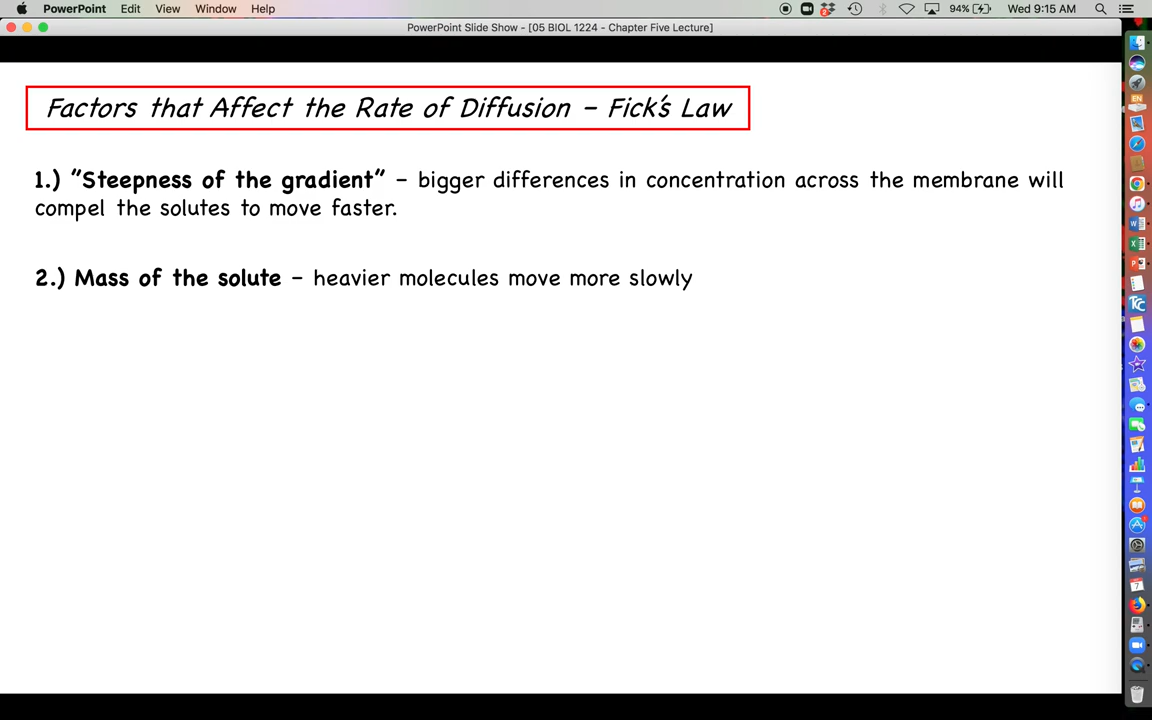 PowerPoint Edit View Window Help 94% Wed 9:15 AM
PowerPoint Slide Show - [05 BIOL 1224 - Chapter Five Lecture]
Factors that Affect the Rate of Diffusion – Fick's Law
1.) "Steepness of the gradient" – bigger differences in concentration across the membrane will
compel the solutes to move faster.
2.) Mass of the solute – heavier molecules move more slowly